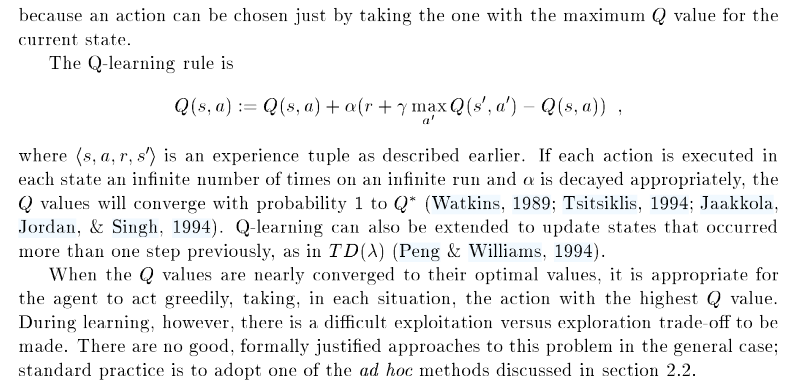 because an action can be chosen just by taking the one with the maximum Q value for the
current state.
The Q-learning rule is
Q(s, a) := Q(s, a) + α(r + γ max Q(s′, a′) − Q(s, a)) ,
a′
where ⟨s, a, r, s′⟩ is an experience tuple as described earlier. If each action is executed in
each state an infinite number of times on an infinite run and α is decayed appropriately, the
Q values will converge with probability 1 to Q* (Watkins, 1989; Tsitsiklis, 1994; Jaakkola,
Jordan, & Singh, 1994). Q-learning can also be extended to update states that occurred
more than one step previously, as in TD(λ) (Peng & Williams, 1994).
When the Q values are nearly converged to their optimal values, it is appropriate for
the agent to act greedily, taking, in each situation, the action with the highest Q value.
During learning, however, there is a difficult exploitation versus exploration trade-off to be
made. There are no good, formally justified approaches to this problem in the general case;
standard practice is to adopt one of the ad hoc methods discussed in section 2.2.